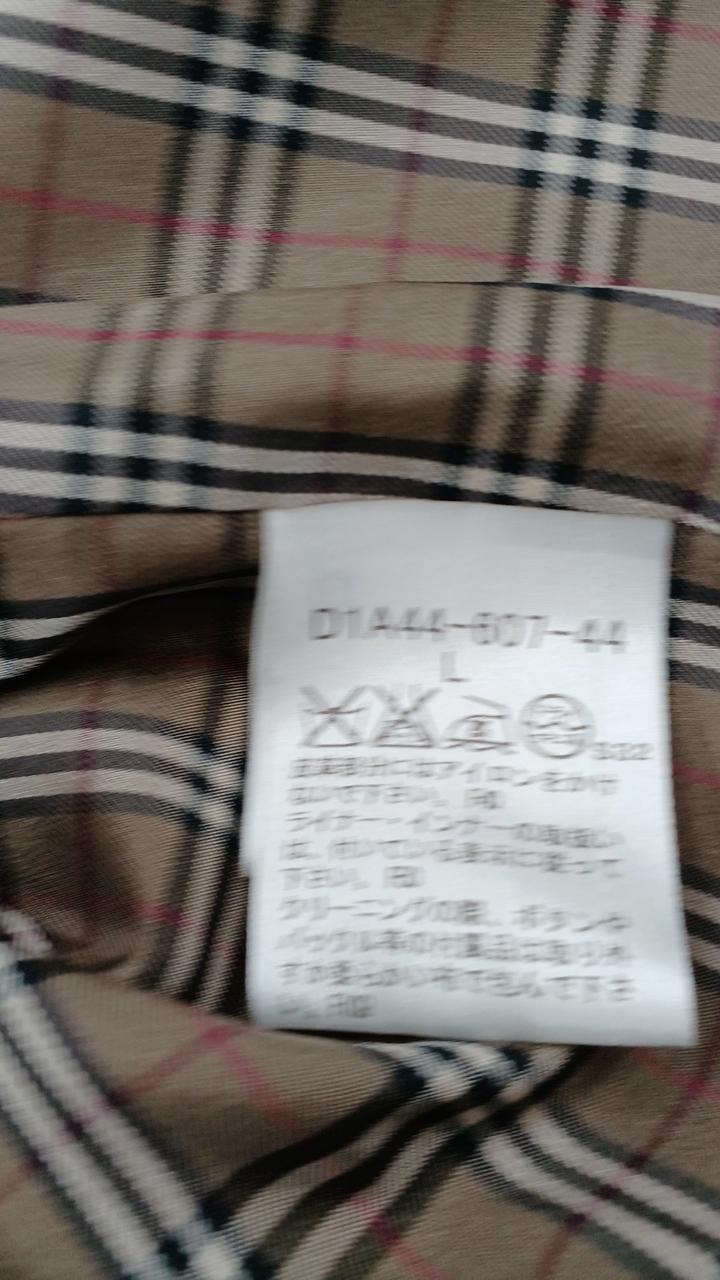 D1A44-607-44
L
332
皮革部分にはアイロンをかけ
ないで下さい。
ライナー・インナーの取扱い
は、付いている表示に従って
下さい。
クリーニングの際、ボタンや
バックル等の付属品は取り外
すか柔らかい布で包んで下さ
い。